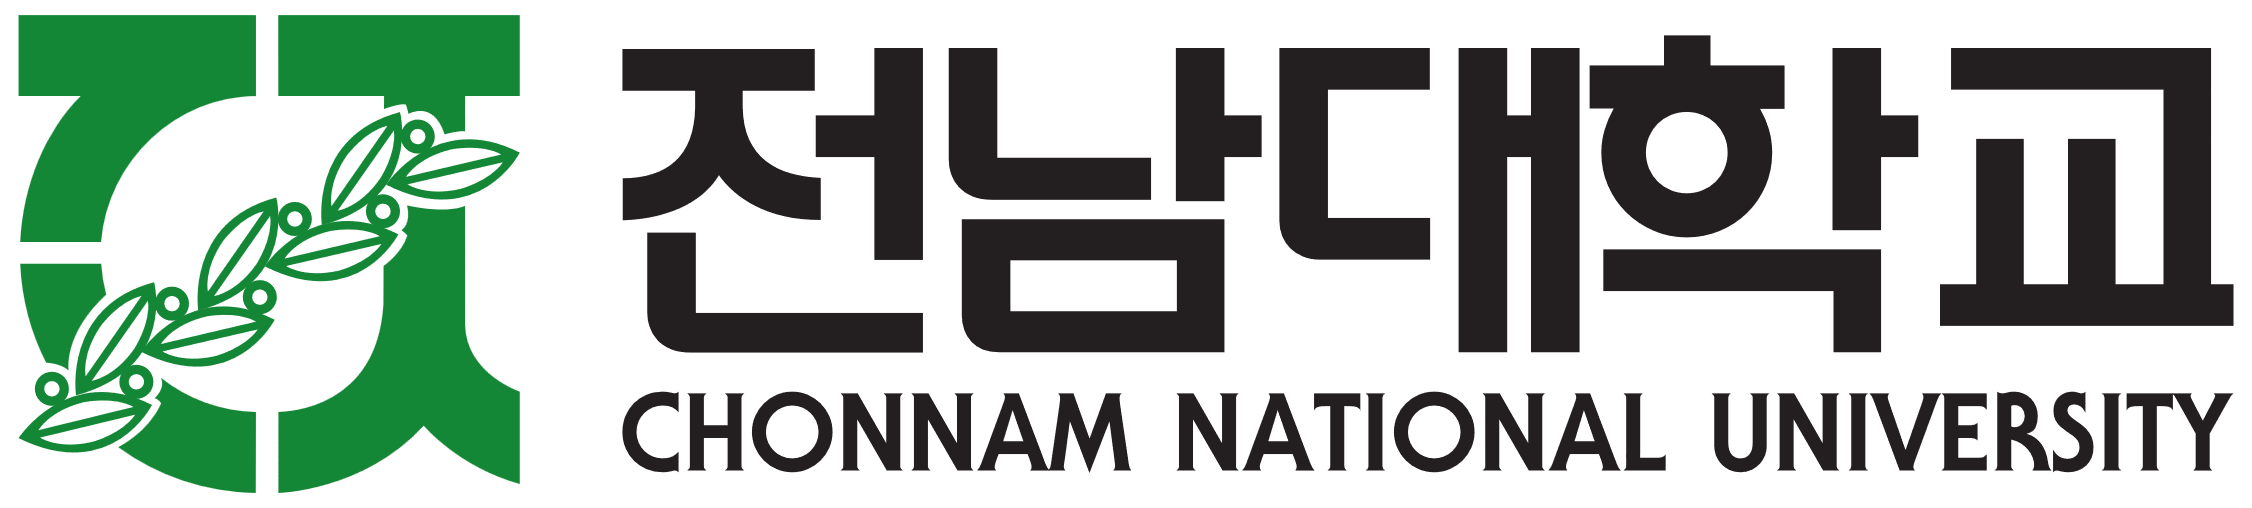 전남대학교
CHONNAM NATIONAL UNIVERSITY